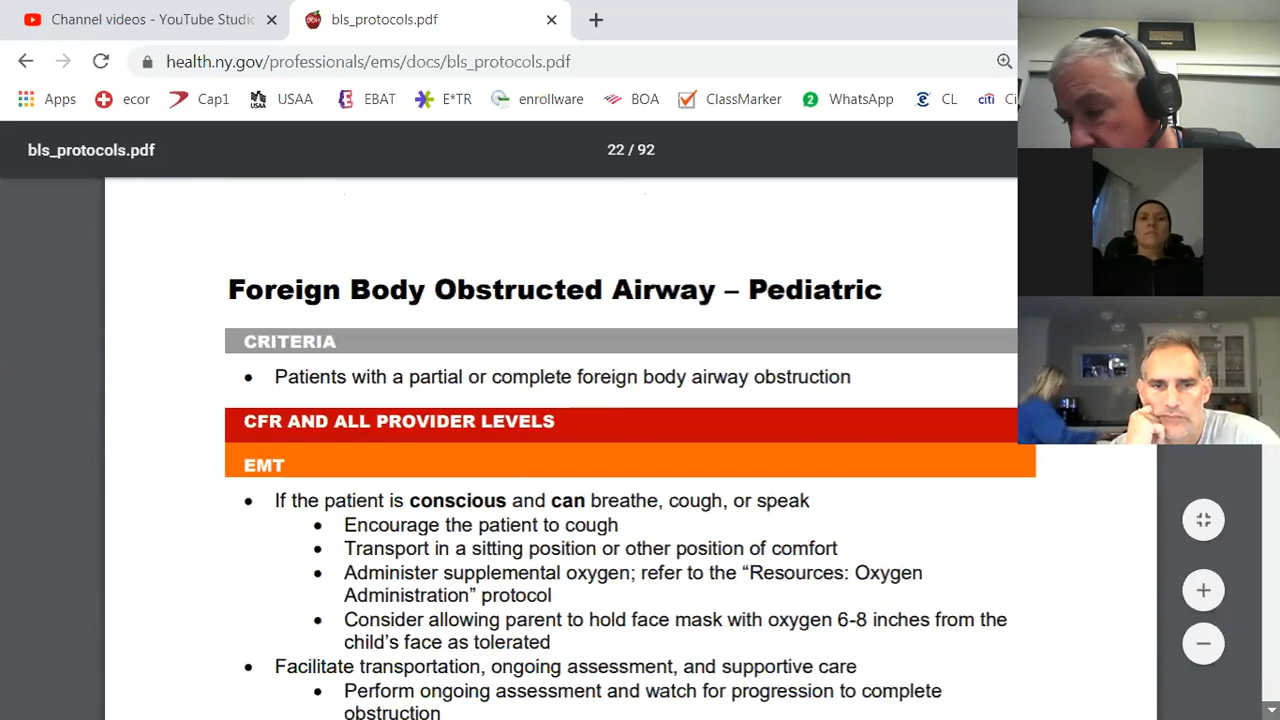 Channel videos - YouTube Studio
bls_protocols.pdf
health.ny.gov/professionals/ems/docs/bls_protocols.pdf
Apps ecor Cap1 USAA EBAT E*TR enrollware BOA ClassMarker WhatsApp CL citi Ci
bls_protocols.pdf 22 / 92
Foreign Body Obstructed Airway – Pediatric
CRITERIA
• Patients with a partial or complete foreign body airway obstruction
CFR AND ALL PROVIDER LEVELS
EMT
• If the patient is conscious and can breathe, cough, or speak
• Encourage the patient to cough
• Transport in a sitting position or other position of comfort
• Administer supplemental oxygen; refer to the “Resources: Oxygen
Administration” protocol
• Consider allowing parent to hold face mask with oxygen 6-8 inches from the
child’s face as tolerated
• Facilitate transportation, ongoing assessment, and supportive care
• Perform ongoing assessment and watch for progression to complete
obstruction